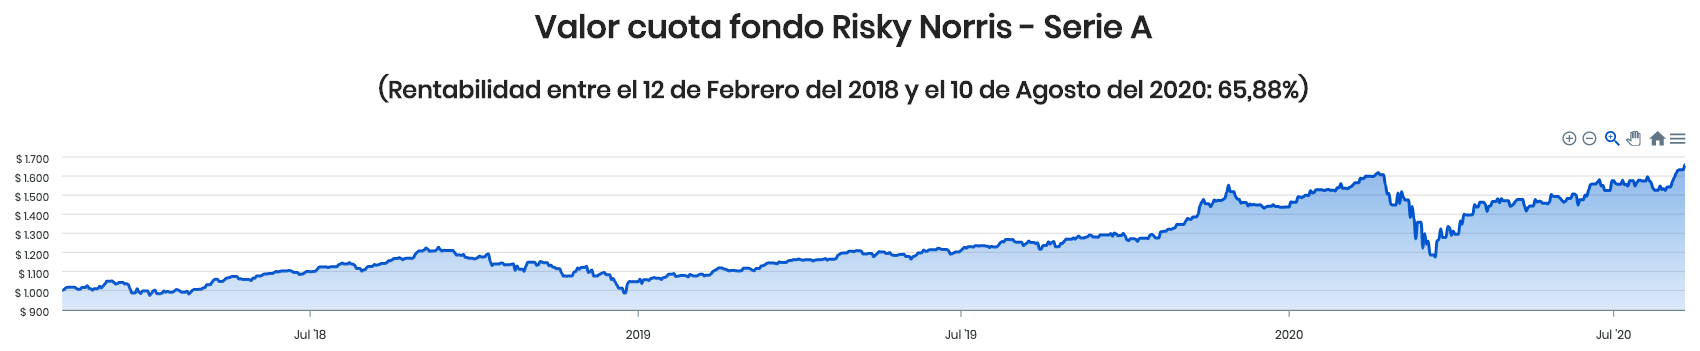 Valor cuota fondo Risky Norris - Serie A
(Rentabilidad entre el 12 de Febrero del 2018 y el 10 de Agosto del 2020: 65,88%)
$ 1.700
$ 1.600
$ 1.500
$ 1.400
$ 1.300
$ 1.200
$ 1.100
$ 1.000
$ 900
Jul '18
2019
Jul '19
2020
Jul '20